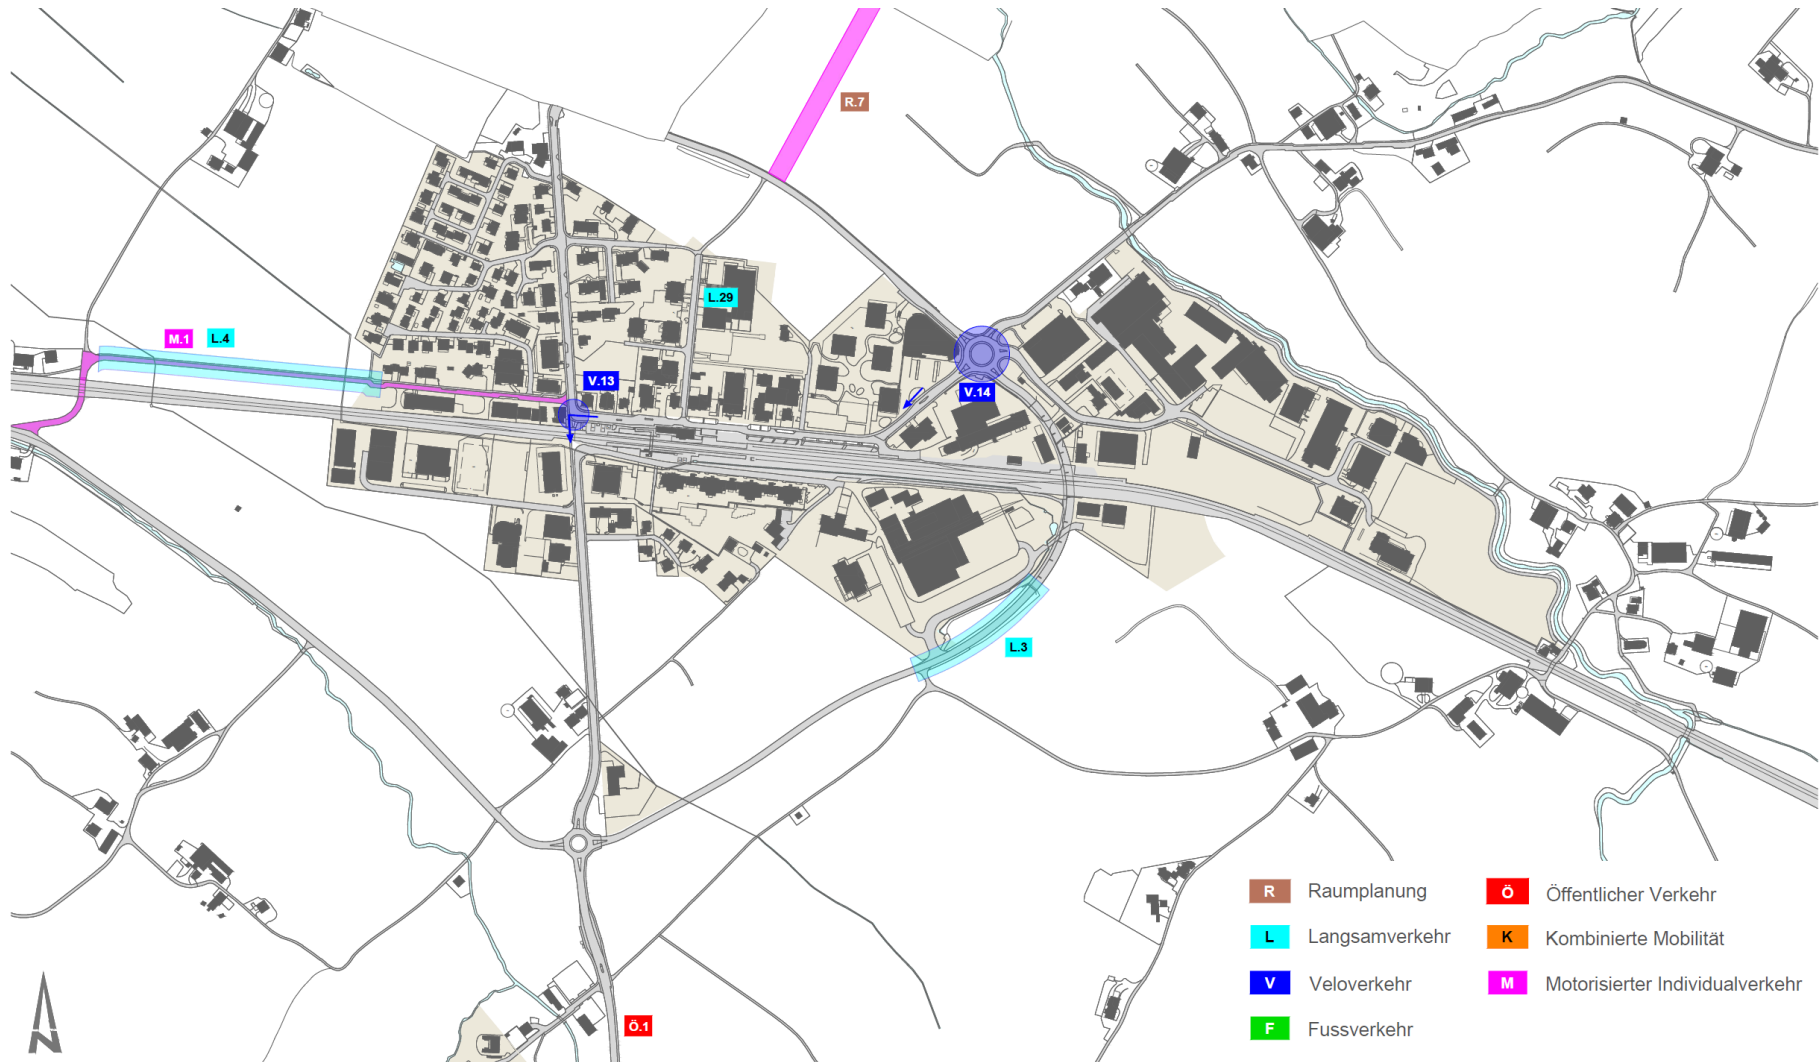 R.7
L.29
M.1 L.4
V.13
V.14
L.3
Ö.1
R Raumplanung
L Langsamverkehr
V Veloverkehr
F Fussverkehr
Ö Öffentlicher Verkehr
K Kombinierte Mobilität
M Motorisierter Individualverkehr
N